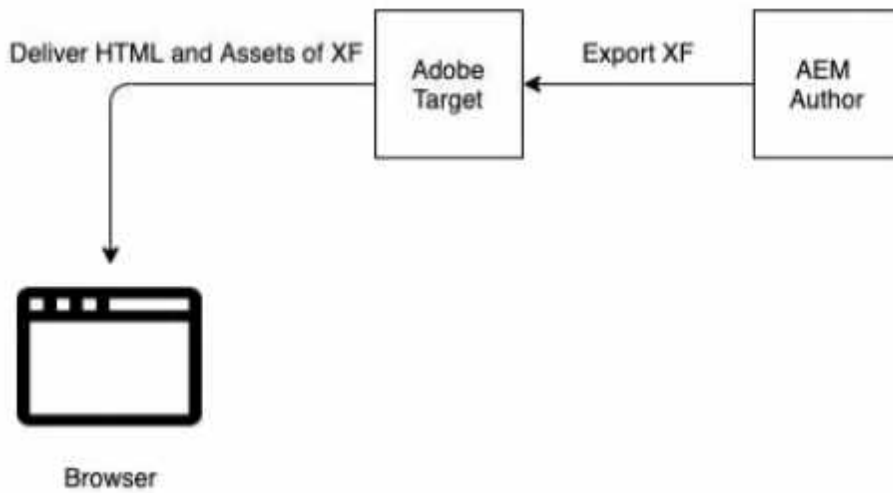 Deliver HTML and Assets of XF
Adobe
Target
Export XF
AEM
Author
Browser